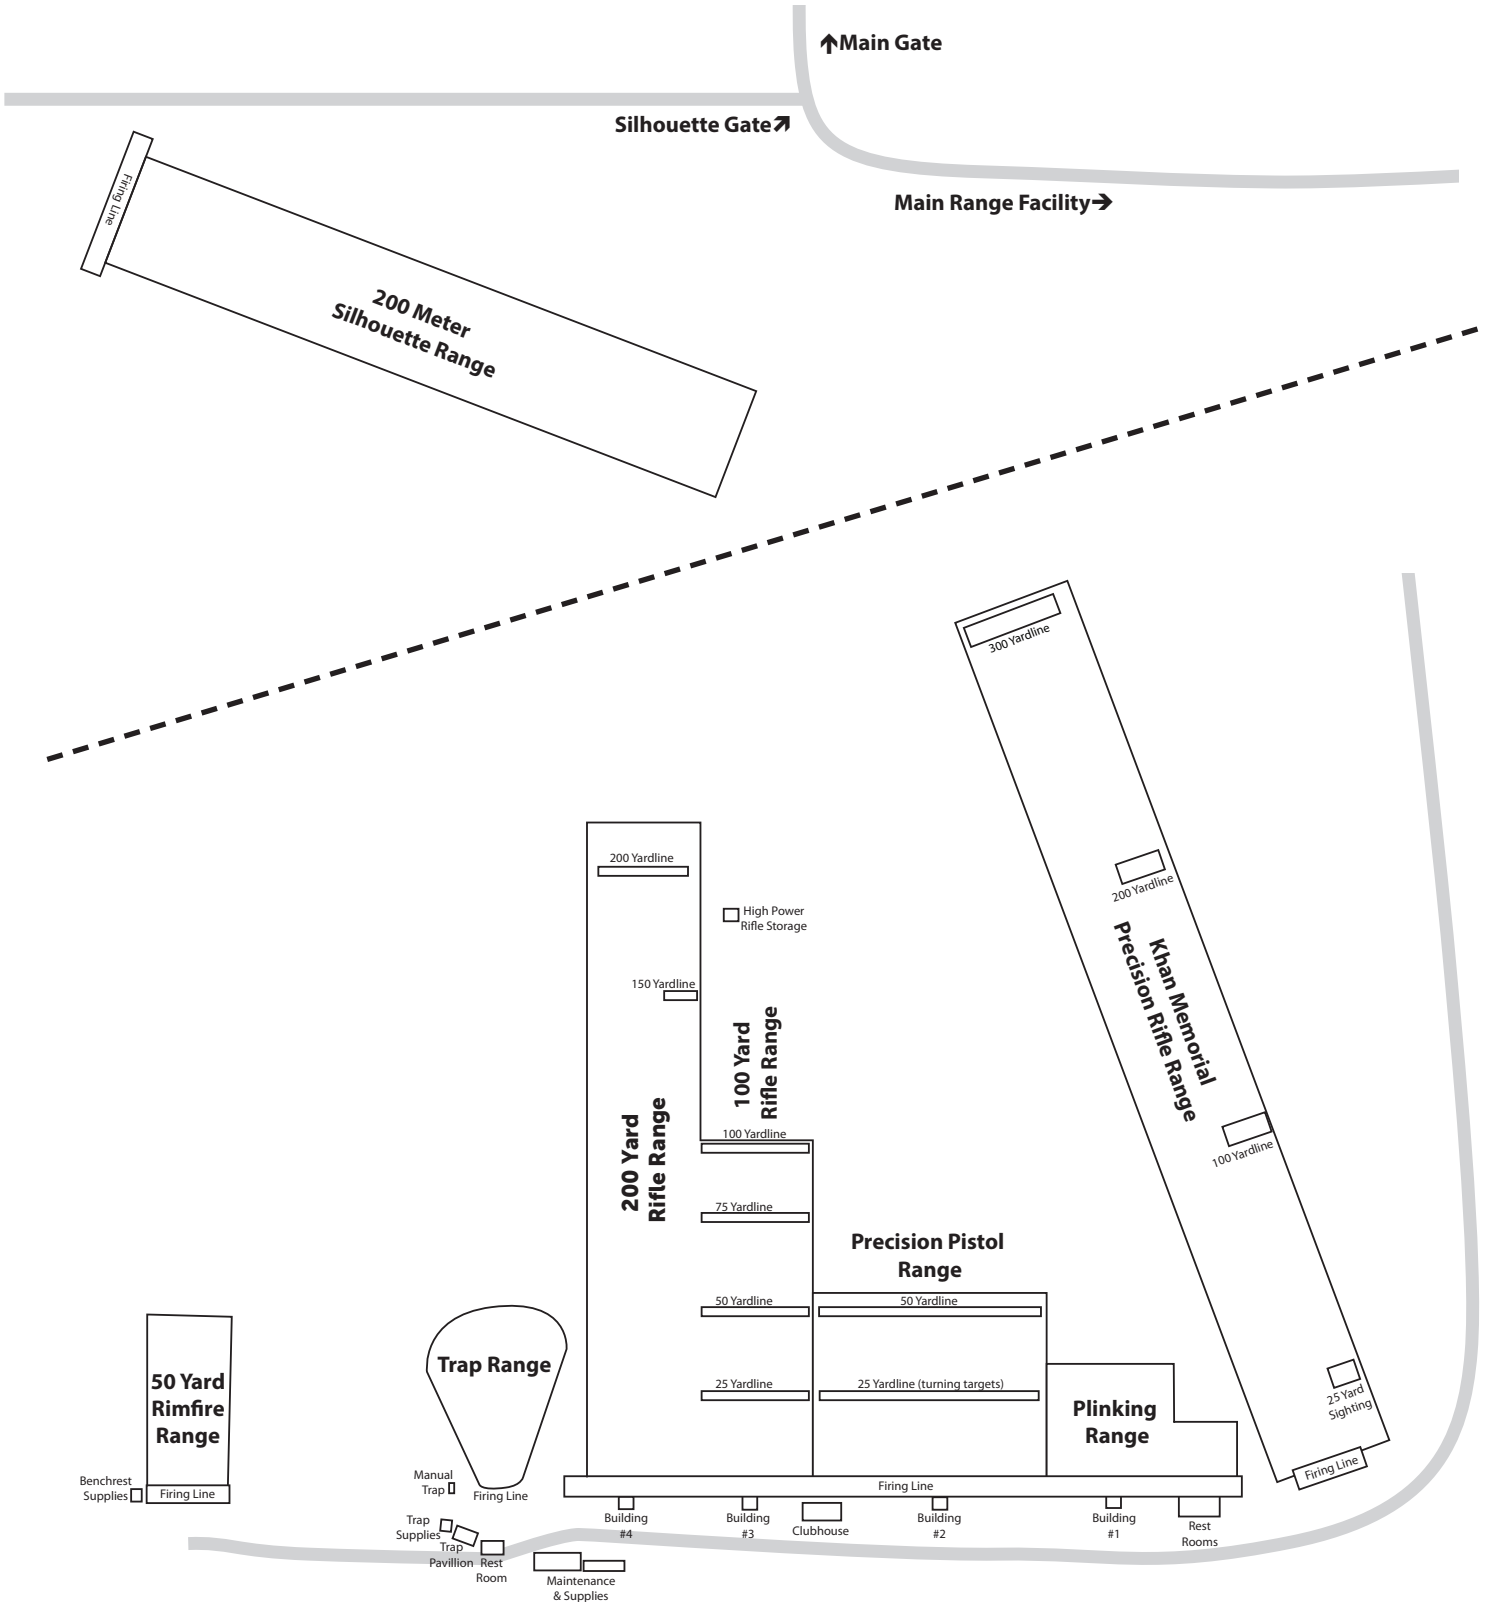 Main Gate
Silhouette Gate
Main Range Facility
Firing Line
200 Meter
Silhouette Range
300 Yardline
200 Yardline
Khan Memorial
Precision Rifle Range
100 Yardline
25 Yard
Sighting
Firing Line
200 Yardline
High Power
Rifle Storage
150 Yardline
100 Yard
Rifle Range
200 Yard
Rifle Range
100 Yardline
75 Yardline
50 Yardline
25 Yardline
Precision Pistol
Range
50 Yardline
25 Yardline (turning targets)
Plinking
Range
Trap Range
50 Yard
Rimfire
Range
Benchrest
Supplies
Firing Line
Manual
Trap
Firing Line
Firing Line
Trap
Supplies
Trap
Pavillion
Rest
Room
Maintenance
& Supplies
Building
#4
Building
#3
Clubhouse
Building
#2
Building
#1
Rest
Rooms